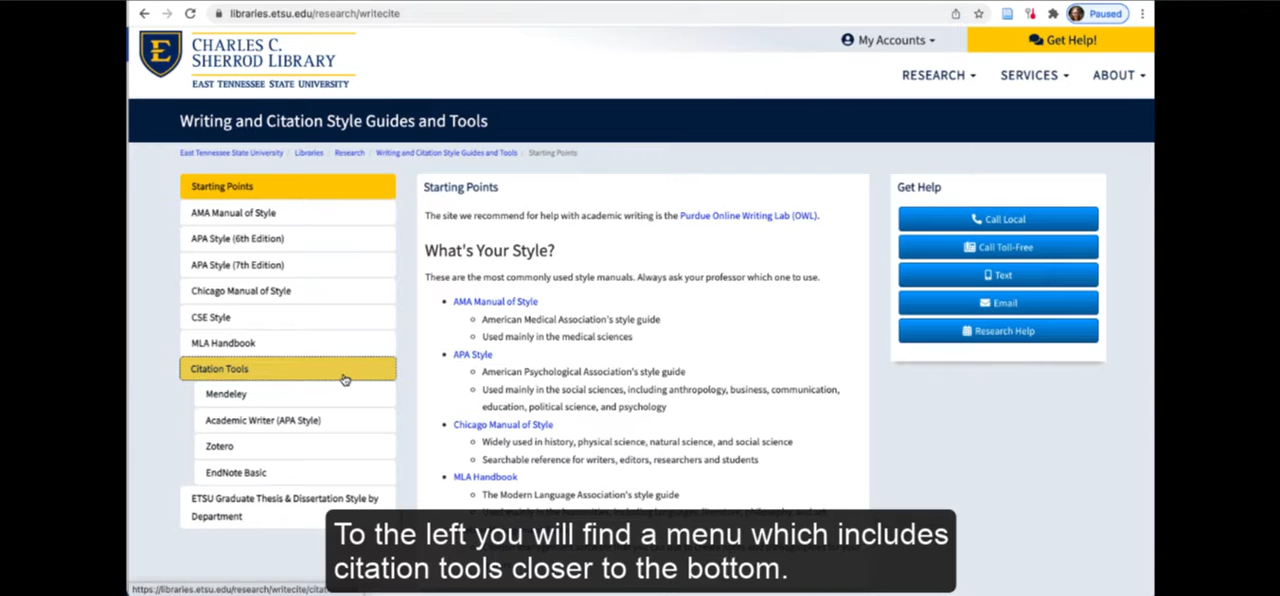 libraries.etsu.edu/research/writecite
Paused
E
CHARLES C.
SHERROD LIBRARY
EAST TENNESSEE STATE UNIVERSITY
My Accounts
Get Help!
RESEARCH
SERVICES
ABOUT
Writing and Citation Style Guides and Tools
East Tennessee State University / Libraries / Research / Writing and Citation Style Guides and Tools / Starting Points
Starting Points
AMA Manual of Style
APA Style (6th Edition)
APA Style (7th Edition)
Chicago Manual of Style
CSE Style
MLA Handbook
Citation Tools
Mendeley
Academic Writer (APA Style)
Zotero
EndNote Basic
ETSU Graduate Thesis & Dissertation Style by
Department
Starting Points
The site we recommend for help with academic writing is the Purdue Online Writing Lab (OWL).
What's Your Style?
These are the most commonly used style manuals. Always ask your professor which one to use.
AMA Manual of Style
American Medical Association's style guide
Used mainly in the medical sciences
APA Style
American Psychological Association's style guide
Used mainly in the social sciences, including anthropology, business, communication,
education, political science, and psychology
Chicago Manual of Style
Widely used in history, physical science, natural science, and social science
Searchable reference for writers, editors, researchers and students
MLA Handbook
The Modern Language Association's style guide
Get Help
Call Local
Call Toll-Free
Text
Email
Research Help
To the left you will find a menu which includes
citation tools closer to the bottom.
https://libraries.etsu.edu/research/writecite/cita